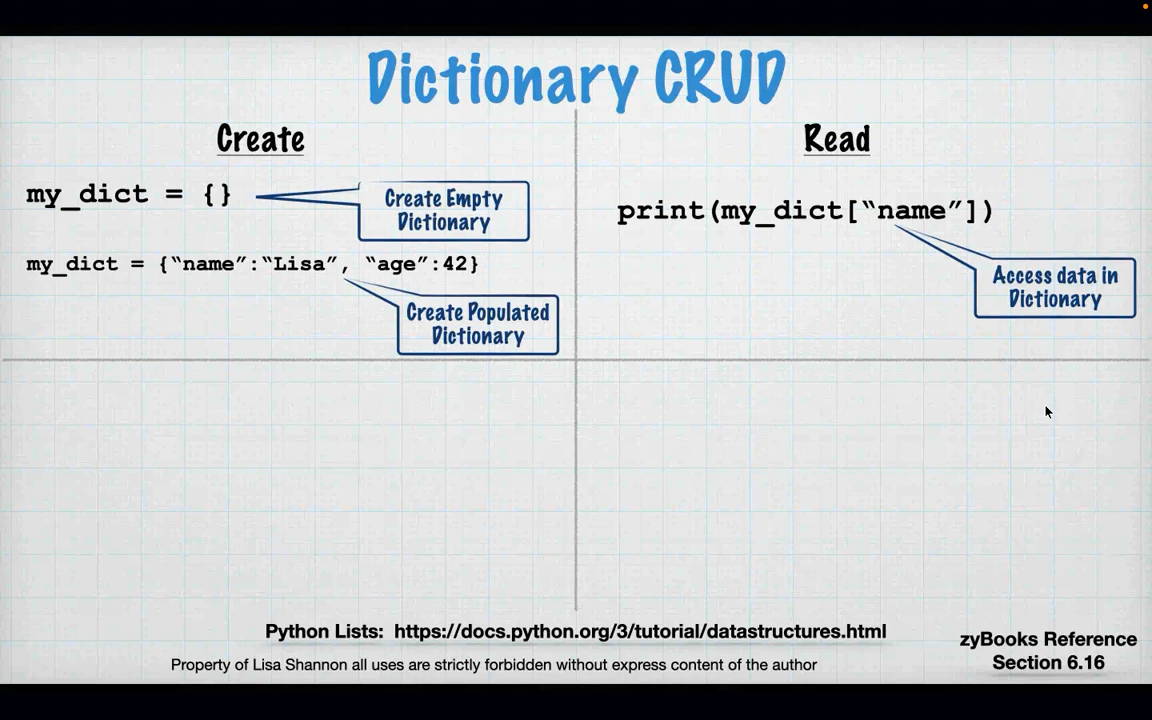 Dictionary CRUD
Create
my_dict = {}
Create Empty
Dictionary
my_dict = {“name”:“Lisa”, “age”:42}
Create Populated
Dictionary
Read
print(my_dict[“name”])
Access data in
Dictionary
Python Lists: https://docs.python.org/3/tutorial/datastructures.html
Property of Lisa Shannon all uses are strictly forbidden without express content of the author
zyBooks Reference
Section 6.16